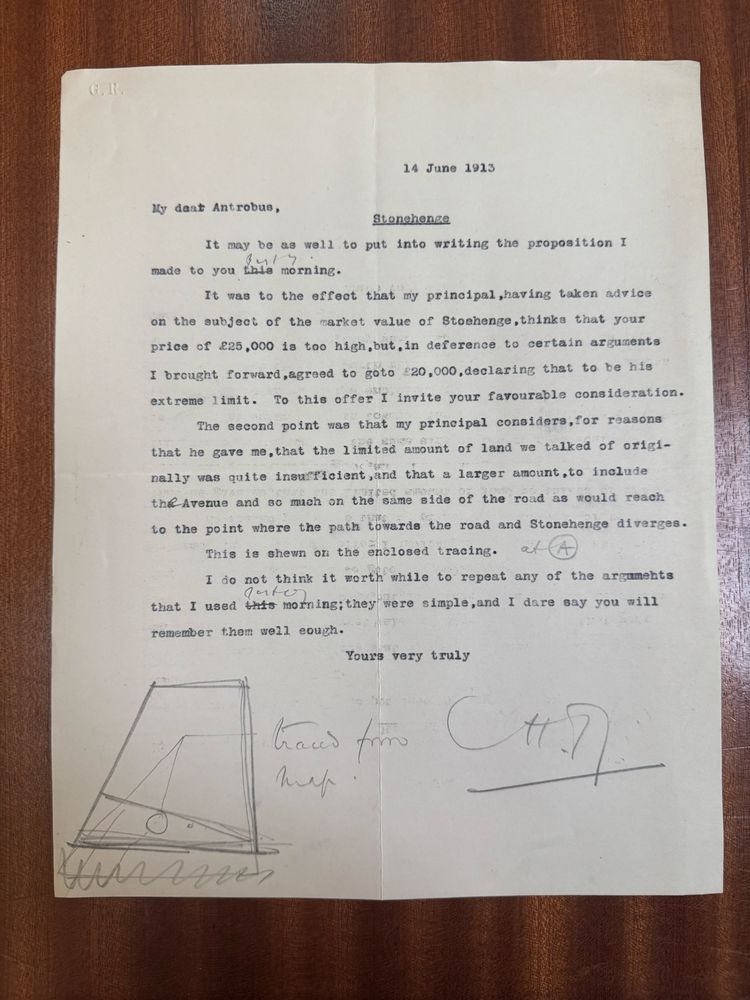 G. R.
14 June 1913
My daar Antrobus,
Stonehenge
It may be as well to put into writing the proposition I
made to you this morning.
It was to the effect that my principal,having taken advice
on the subject of the market value of Stoehenge,thinks that your
price of £25,000 is too high,but,in deference to certain arguments
I brought forward,agreed to goto £20,000,declaring that to be his
extreme limit. To this offer I invite your favourable consideration.
The second point was that my principal considers,for reasons
that he gave me,that the limited amount of land we talked of origi-
nally was quite insufficient,and that a larger amount,to include
the Avenue and so much on the same side of the road as would reach
to the point where the path towards the road and Stonehenge diverges.
This is shewn on the enclosed tracing. at A
I do not think it worth while to repeat any of the argumehts
that I used this morning;they were simple,and I dare say you will
remember them well eough.
Yours very truly
traced from
map.